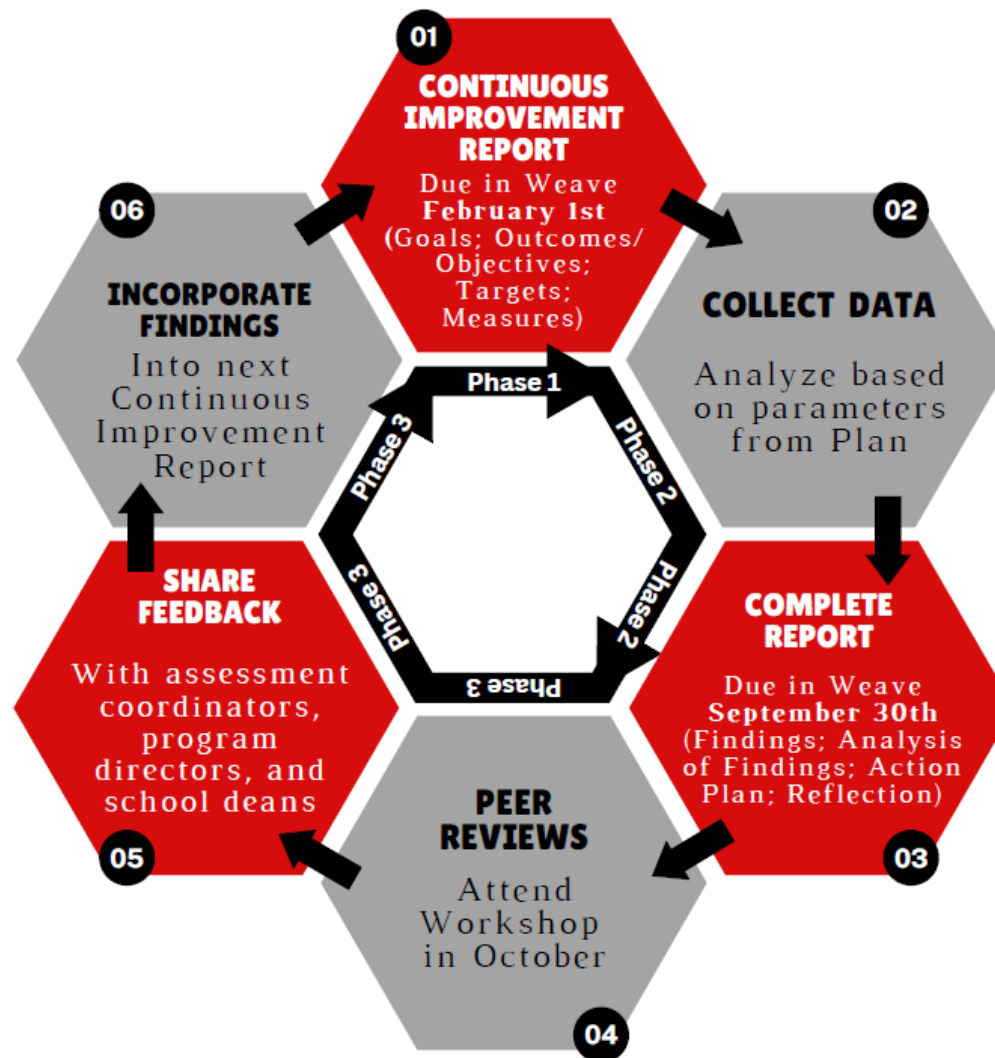 01
CONTINUOUS
IMPROVEMENT
REPORT
Due in Weave
February 1st
(Goals; Outcomes/
Objectives;
Targets;
Measures)
02
COLLECT DATA
Analyze based
on parameters
from Plan
COMPLETE
REPORT
Due in Weave
September 30th
(Findings; Analysis
of Findings; Action
Plan; Reflection)
03
PEER
REVIEWS
Attend
Workshop
in October
04
SHARE
FEEDBACK
With assessment
coordinators,
program
directors, and
school deans
05
06
INCORPORATE
FINDINGS
Into next
Continuous
Improvement
Report
Phase 1
Phase 2
Phase 2
Phase 3
Phase 3
Phase 3